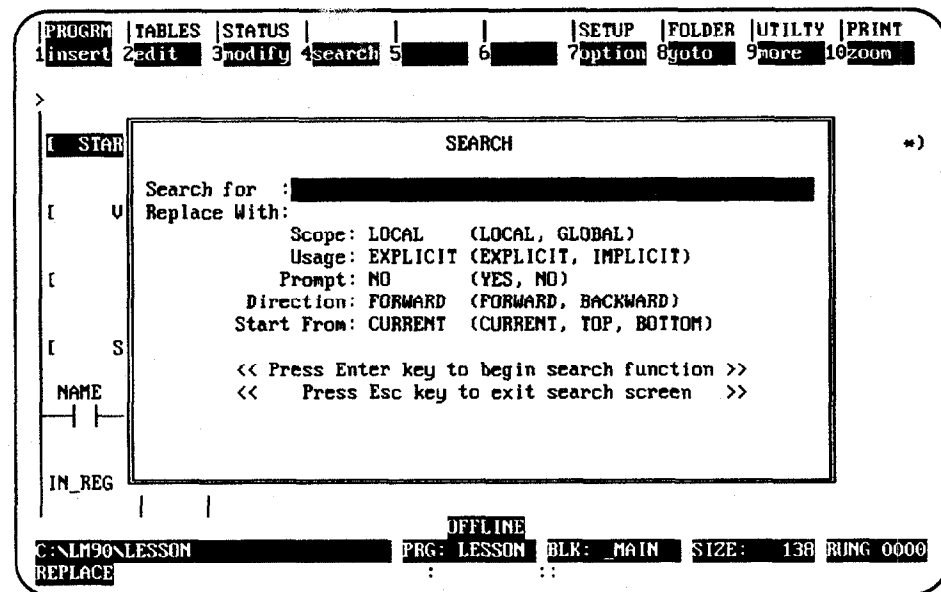 |PROGRM |TABLES |STATUS | | | |SETUP |FOLDER |UTILTY |PRINT
1insert 2edit 3modify 4search 5 6 7option 8goto 9more 10zoom
>
[ STAR *)
SEARCH
Search for :
[ V
Replace With:
Scope: LOCAL (LOCAL, GLOBAL)
Usage: EXPLICIT (EXPLICIT, IMPLICIT)
[
Prompt: NO (YES, NO)
Direction: FORWARD (FORWARD, BACKWARD)
Start From: CURRENT (CURRENT, TOP, BOTTOM)
[ S
<< Press Enter key to begin search function >>
<< Press Esc key to exit search screen >>
NAME
IN_REG
OFFLINE
C:\LM90\LESSON PRG: LESSON BLK: _MAIN SIZE: 138 RUNG 0000
REPLACE : ::